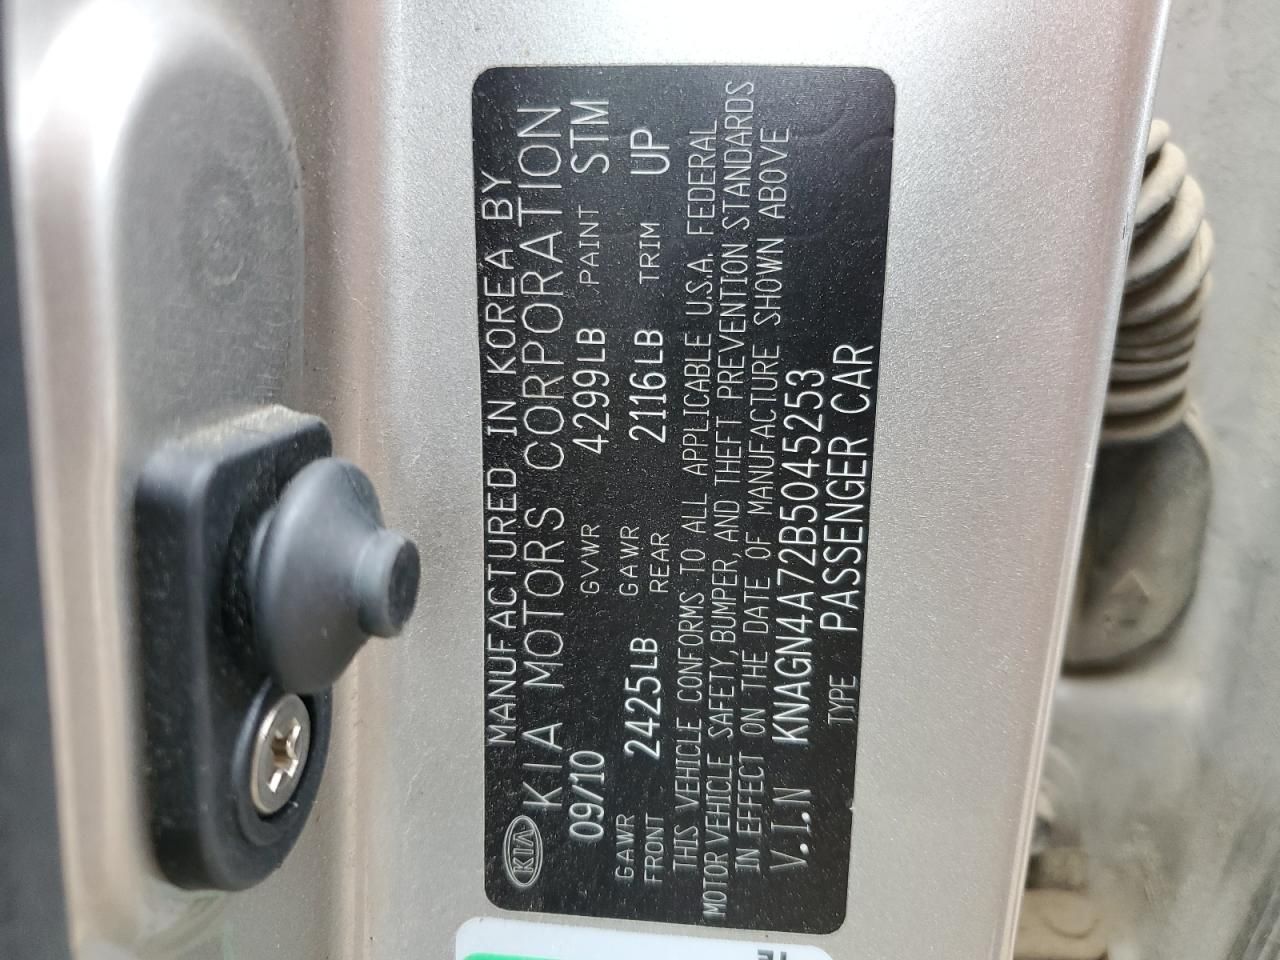 KIA
MANUFACTURED IN KOREA BY
KIA MOTORS CORPORATION
09/10 GVWR 4299LB PAINT STM
GAWR FRONT 2425LB GAWR REAR 2116LB TRIM UP
THIS VEHICLE CONFORMS TO ALL APPLICABLE U.S.A. FEDERAL
MOTOR VEHICLE SAFETY, BUMPER, AND THEFT PREVENTION STANDARDS
IN EFFECT ON THE DATE OF MANUFACTURE SHOWN ABOVE
V.I.N KNAGN4A72B5045253
TYPE PASSENGER CAR